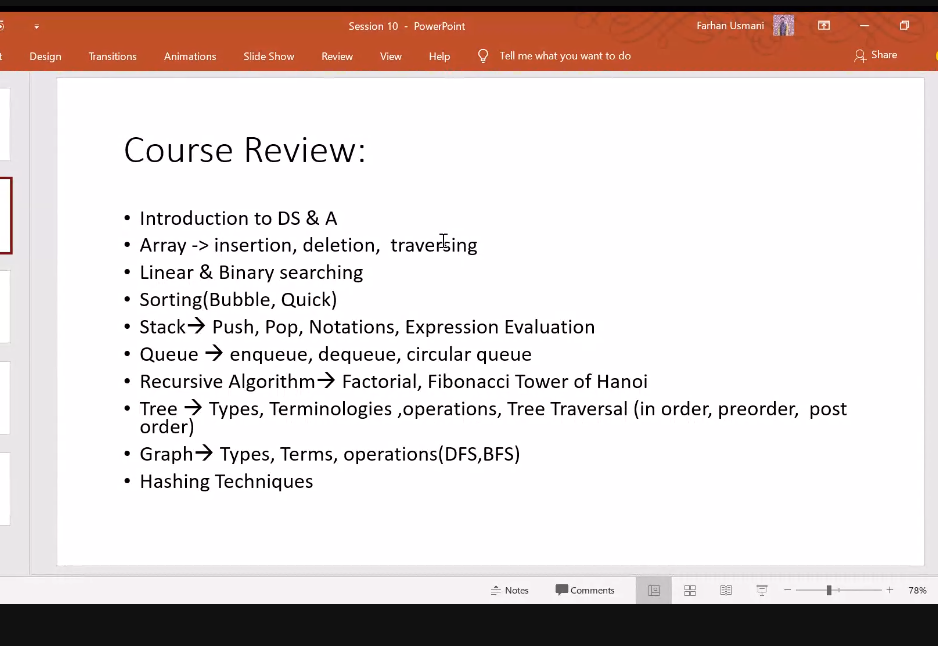 Session 10 - PowerPoint
Farhan Usmani
Design Transitions Animations Slide Show Review View Help Tell me what you want to do
Share
Course Review:
• Introduction to DS & A
• Array -> insertion, deletion, traversing
• Linear & Binary searching
• Sorting(Bubble, Quick)
• Stack→ Push, Pop, Notations, Expression Evaluation
• Queue → enqueue, dequeue, circular queue
• Recursive Algorithm→ Factorial, Fibonacci Tower of Hanoi
• Tree → Types, Terminologies ,operations, Tree Traversal (in order, preorder, post
order)
• Graph→ Types, Terms, operations(DFS,BFS)
• Hashing Techniques
Notes Comments 78%